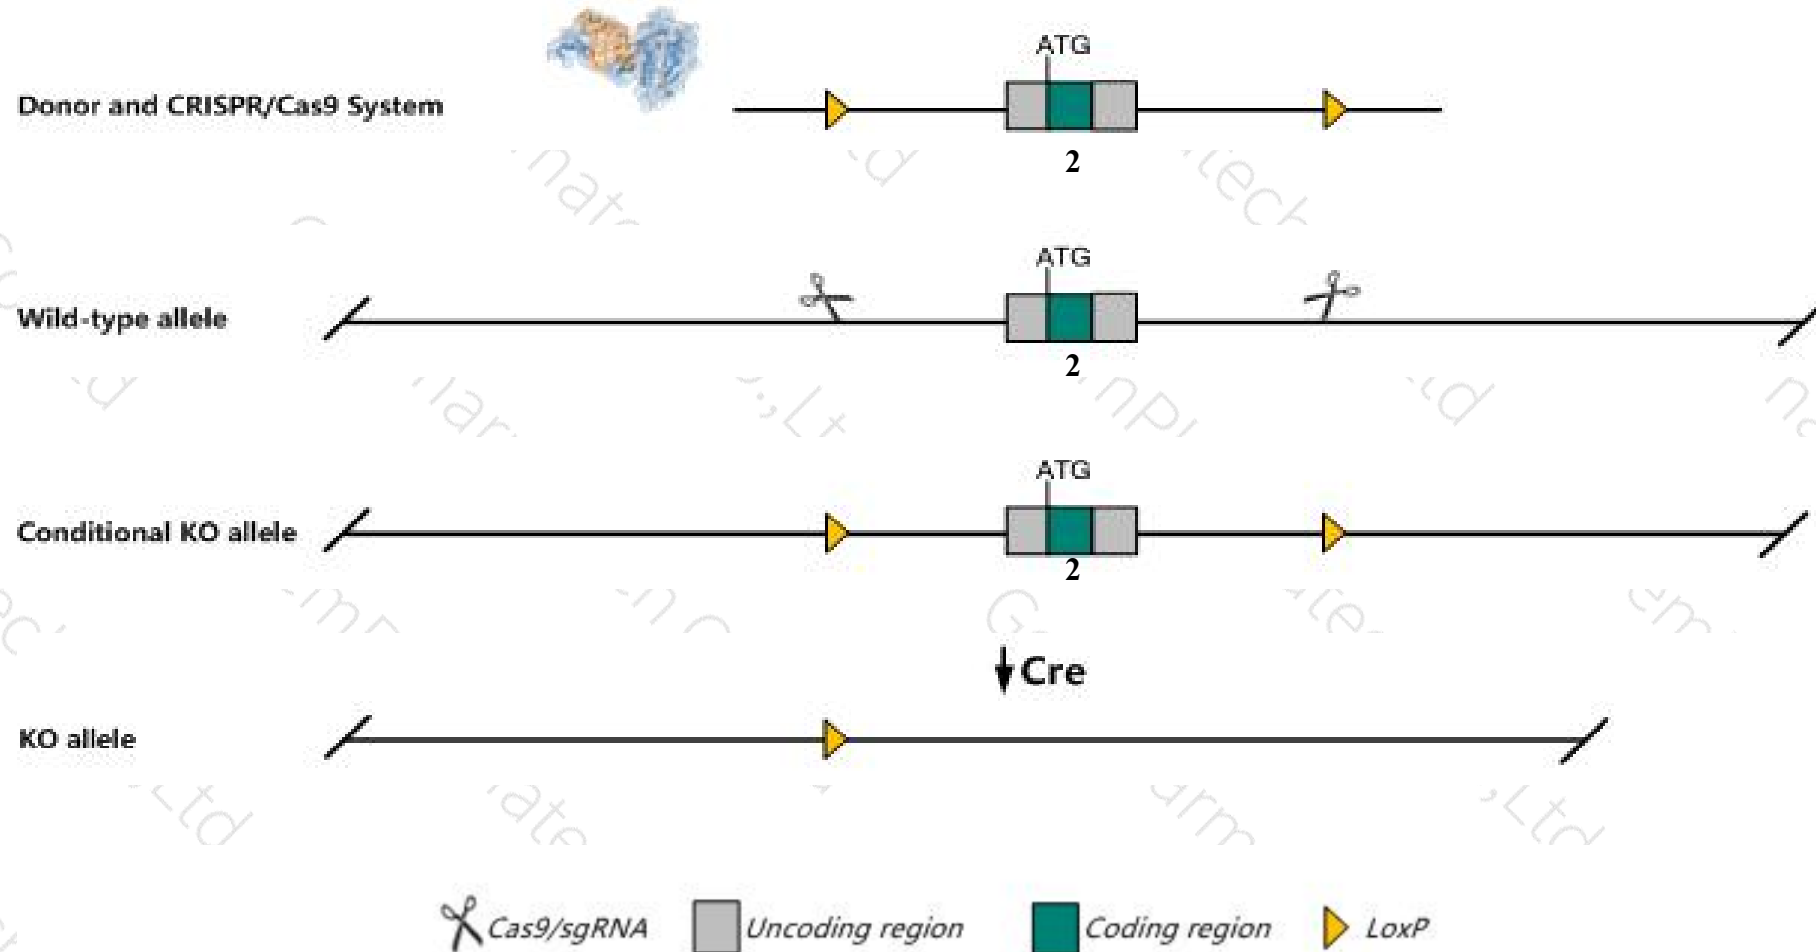 ATG
Donor and CRISPR/Cas9 System
2
ATG
Wild-type allele
2
ATG
Conditional KO allele
2
Cre
KO allele
Cas9/sgRNA
Uncoding region
Coding region
LoxP